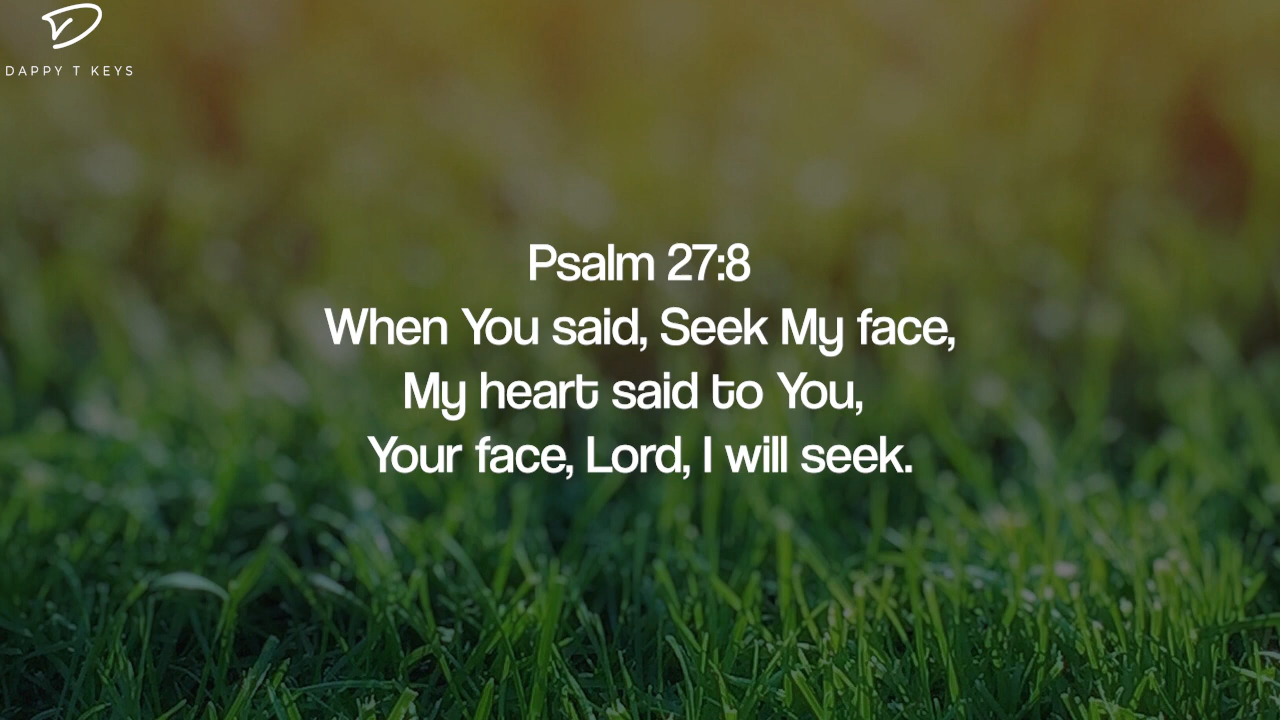 DAPPY T KEYS
Psalm 27:8
When You said, Seek My face,
My heart said to You,
Your face, Lord, I will seek.